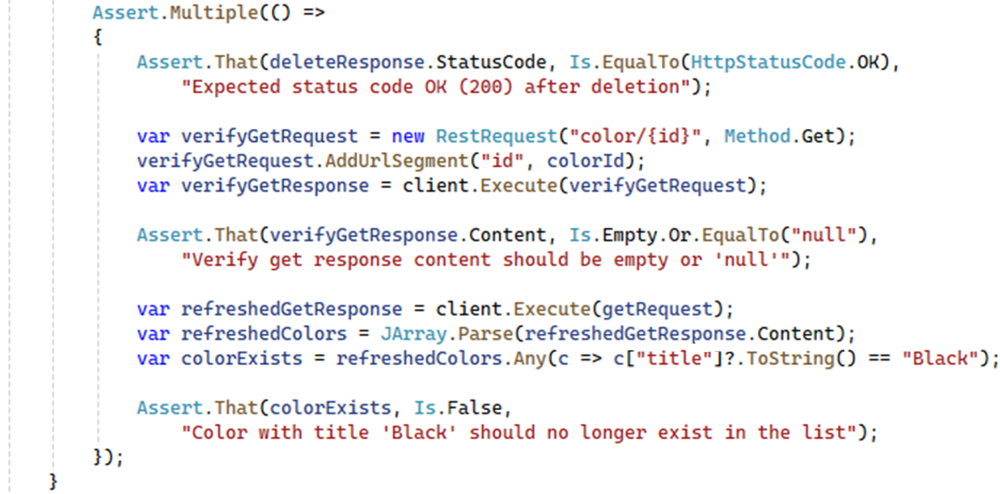 Assert.Multiple(() =>
{
Assert.That(deleteResponse.StatusCode, Is.EqualTo(HttpStatusCode.OK),
"Expected status code OK (200) after deletion");
var verifyGetRequest = new RestRequest("color/{id}", Method.Get);
verifyGetRequest.AddUrlSegment("id", colorId);
var verifyGetResponse = client.Execute(verifyGetRequest);
Assert.That(verifyGetResponse.Content, Is.Empty.Or.EqualTo("null"),
"Verify get response content should be empty or 'null'");
var refreshedGetResponse = client.Execute(getRequest);
var refreshedColors = JArray.Parse(refreshedGetResponse.Content);
var colorExists = refreshedColors.Any(c => c["title"]?.ToString() == "Black");
Assert.That(colorExists, Is.False,
"Color with title 'Black' should no longer exist in the list");
});
}